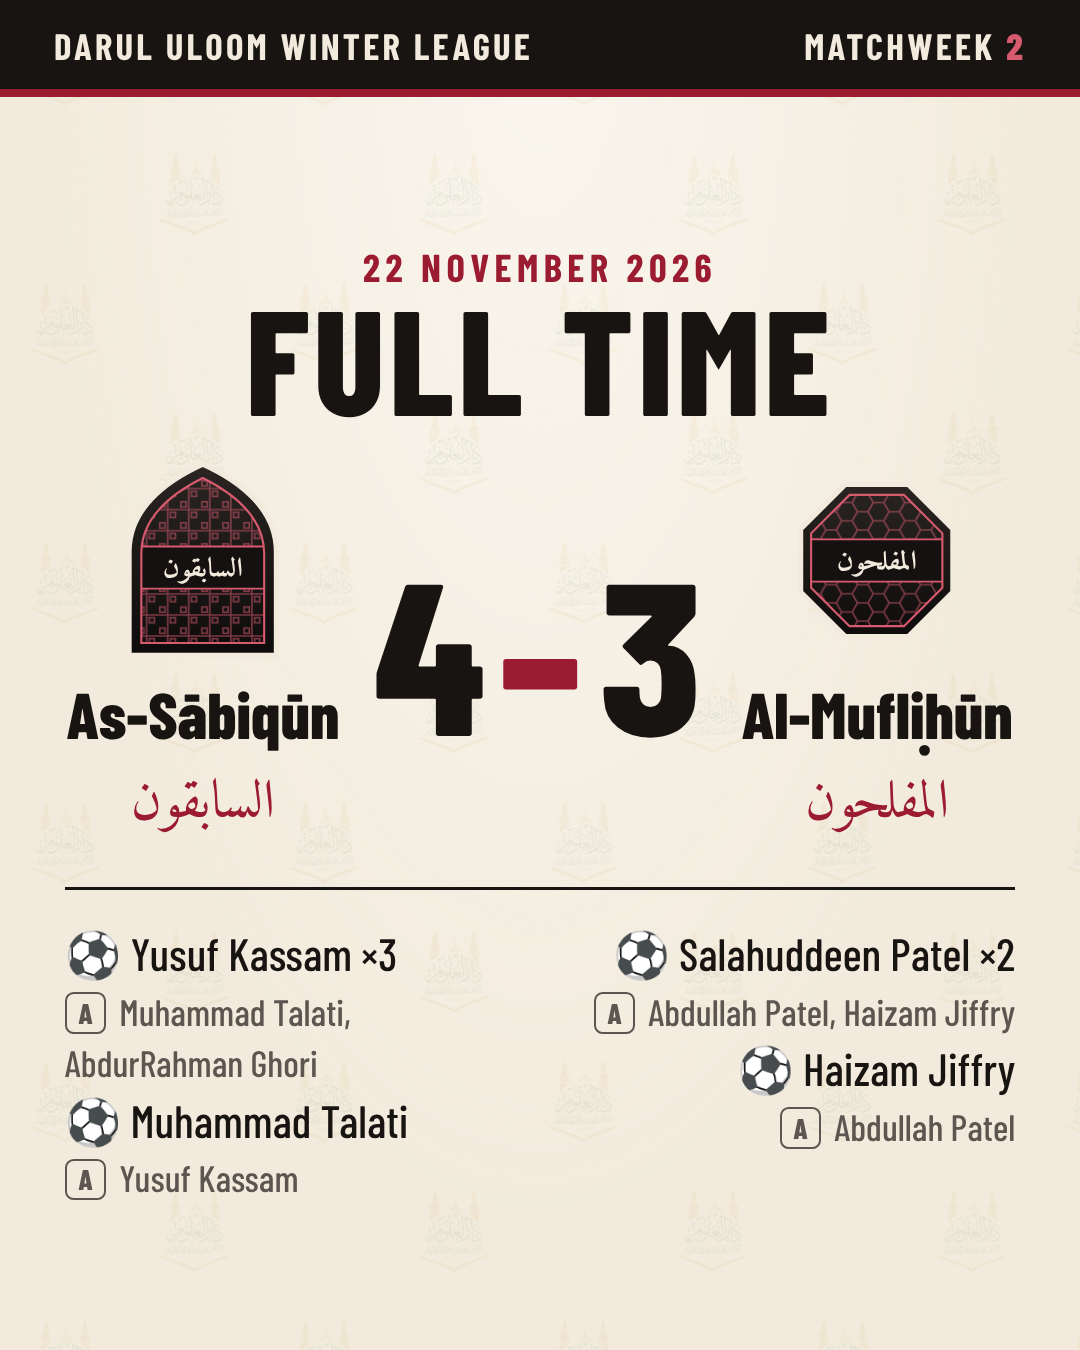 DARUL ULOOM WINTER LEAGUE
MATCHWEEK 2
22 NOVEMBER 2026
FULL TIME
السابقون
المفلحون
4-3
As-Sābiqūn
Al-Mufliḥūn
السابقون
المفلحون
Yusuf Kassam ×3
A Muhammad Talati,
AbdurRahman Ghori
Muhammad Talati
A Yusuf Kassam
Salahuddeen Patel ×2
A Abdullah Patel, Haizam Jiffry
Haizam Jiffry
A Abdullah Patel